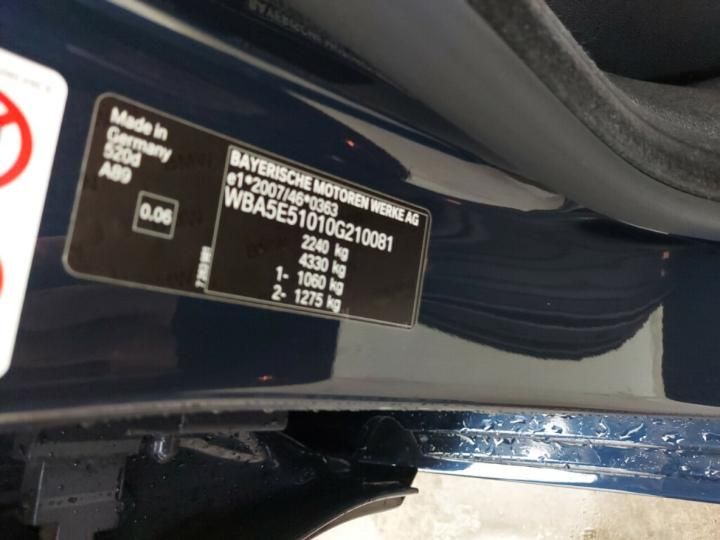 Made in
Germany
520d
A89
0.06
BAYERISCHE MOTOREN WERKE AG
e1*2007/46*0363
WBA5E51010G210081
2240 kg
4330 kg
1- 1060 kg
2- 1275 kg